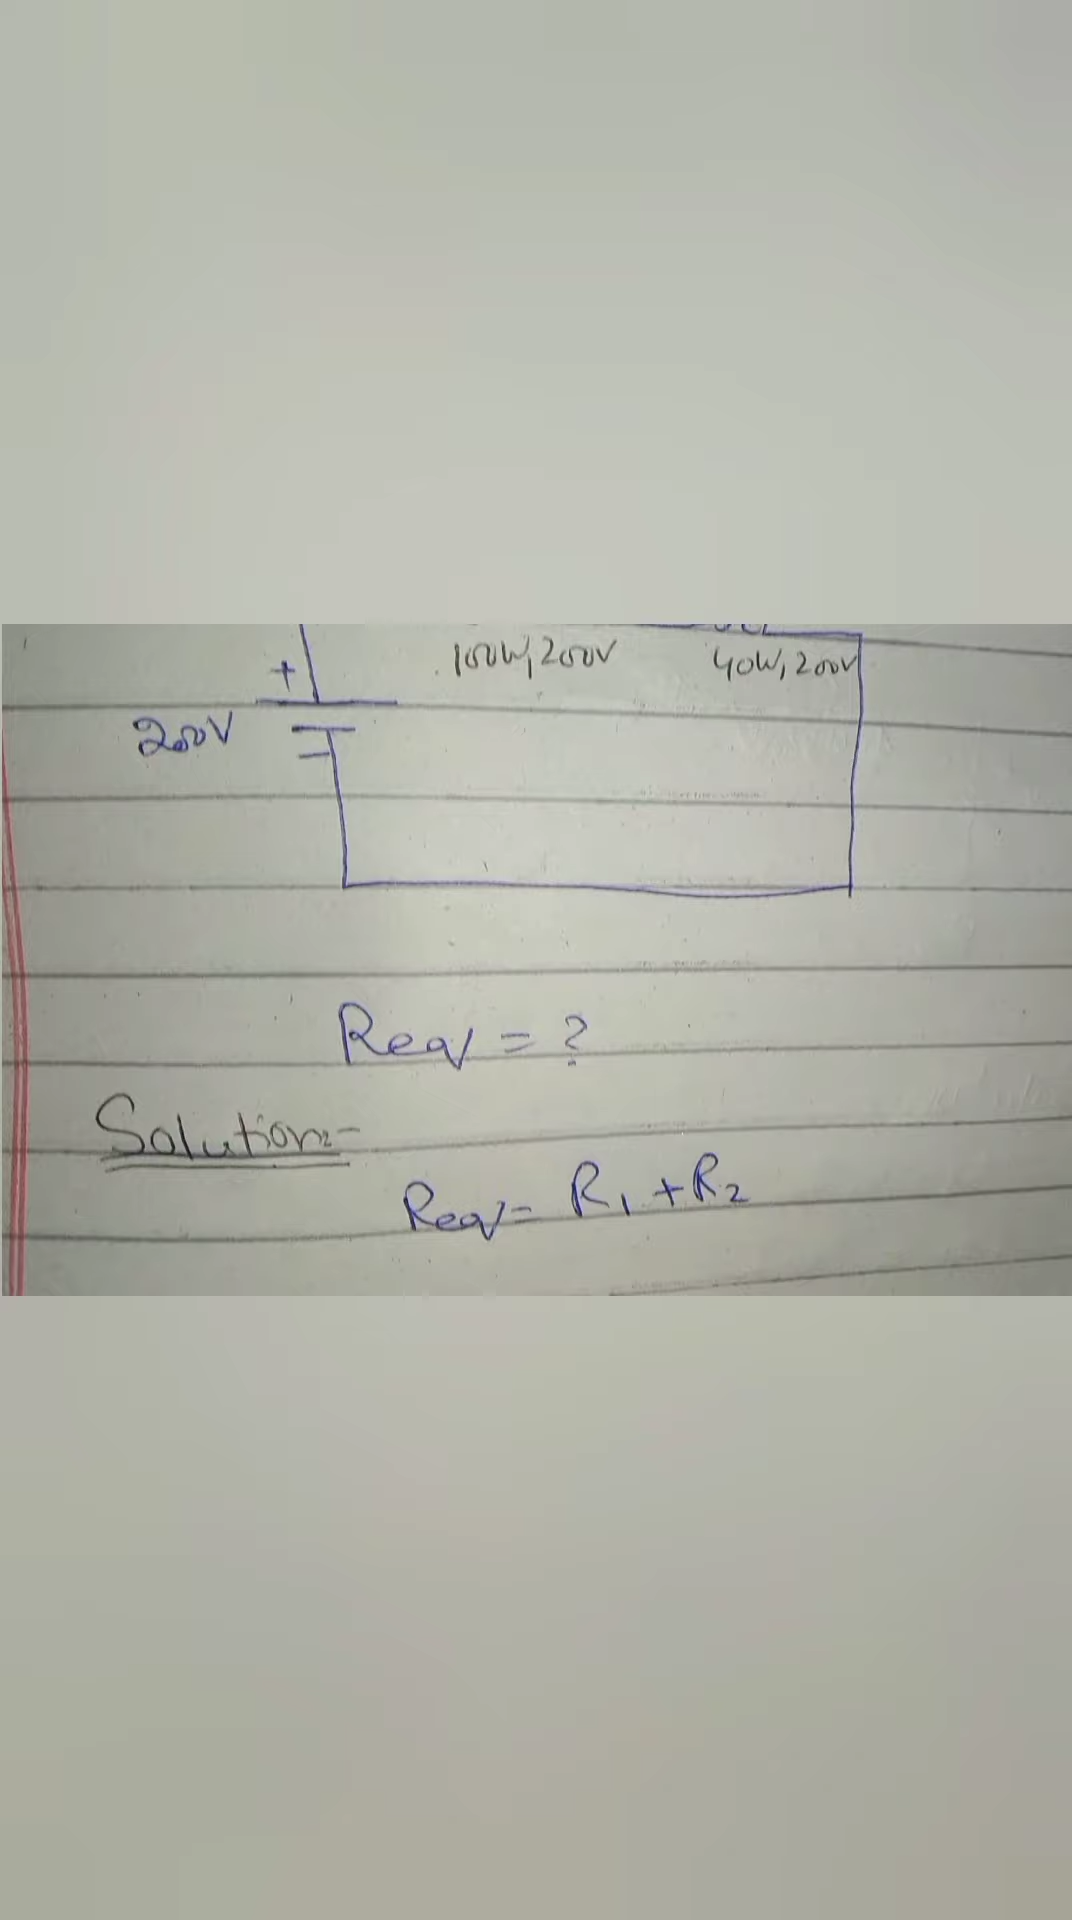 + 100W, 200V 40W, 200V
200V
Req = ?
Solution:-
Req = R1 + R2